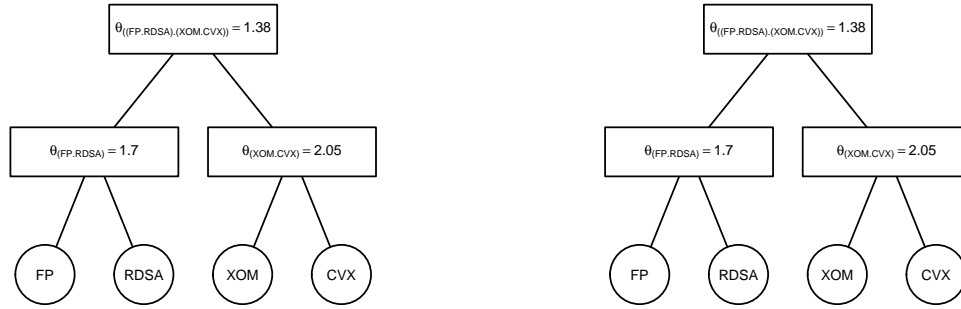 θ((FP.RDSA).(XOM.CVX)) = 1.38 θ((FP.RDSA).(XOM.CVX)) = 1.38
θ(FP.RDSA) = 1.7 θ(XOM.CVX) = 2.05 θ(FP.RDSA) = 1.7 θ(XOM.CVX) = 2.05
FP RDSA XOM CVX FP RDSA XOM CVX